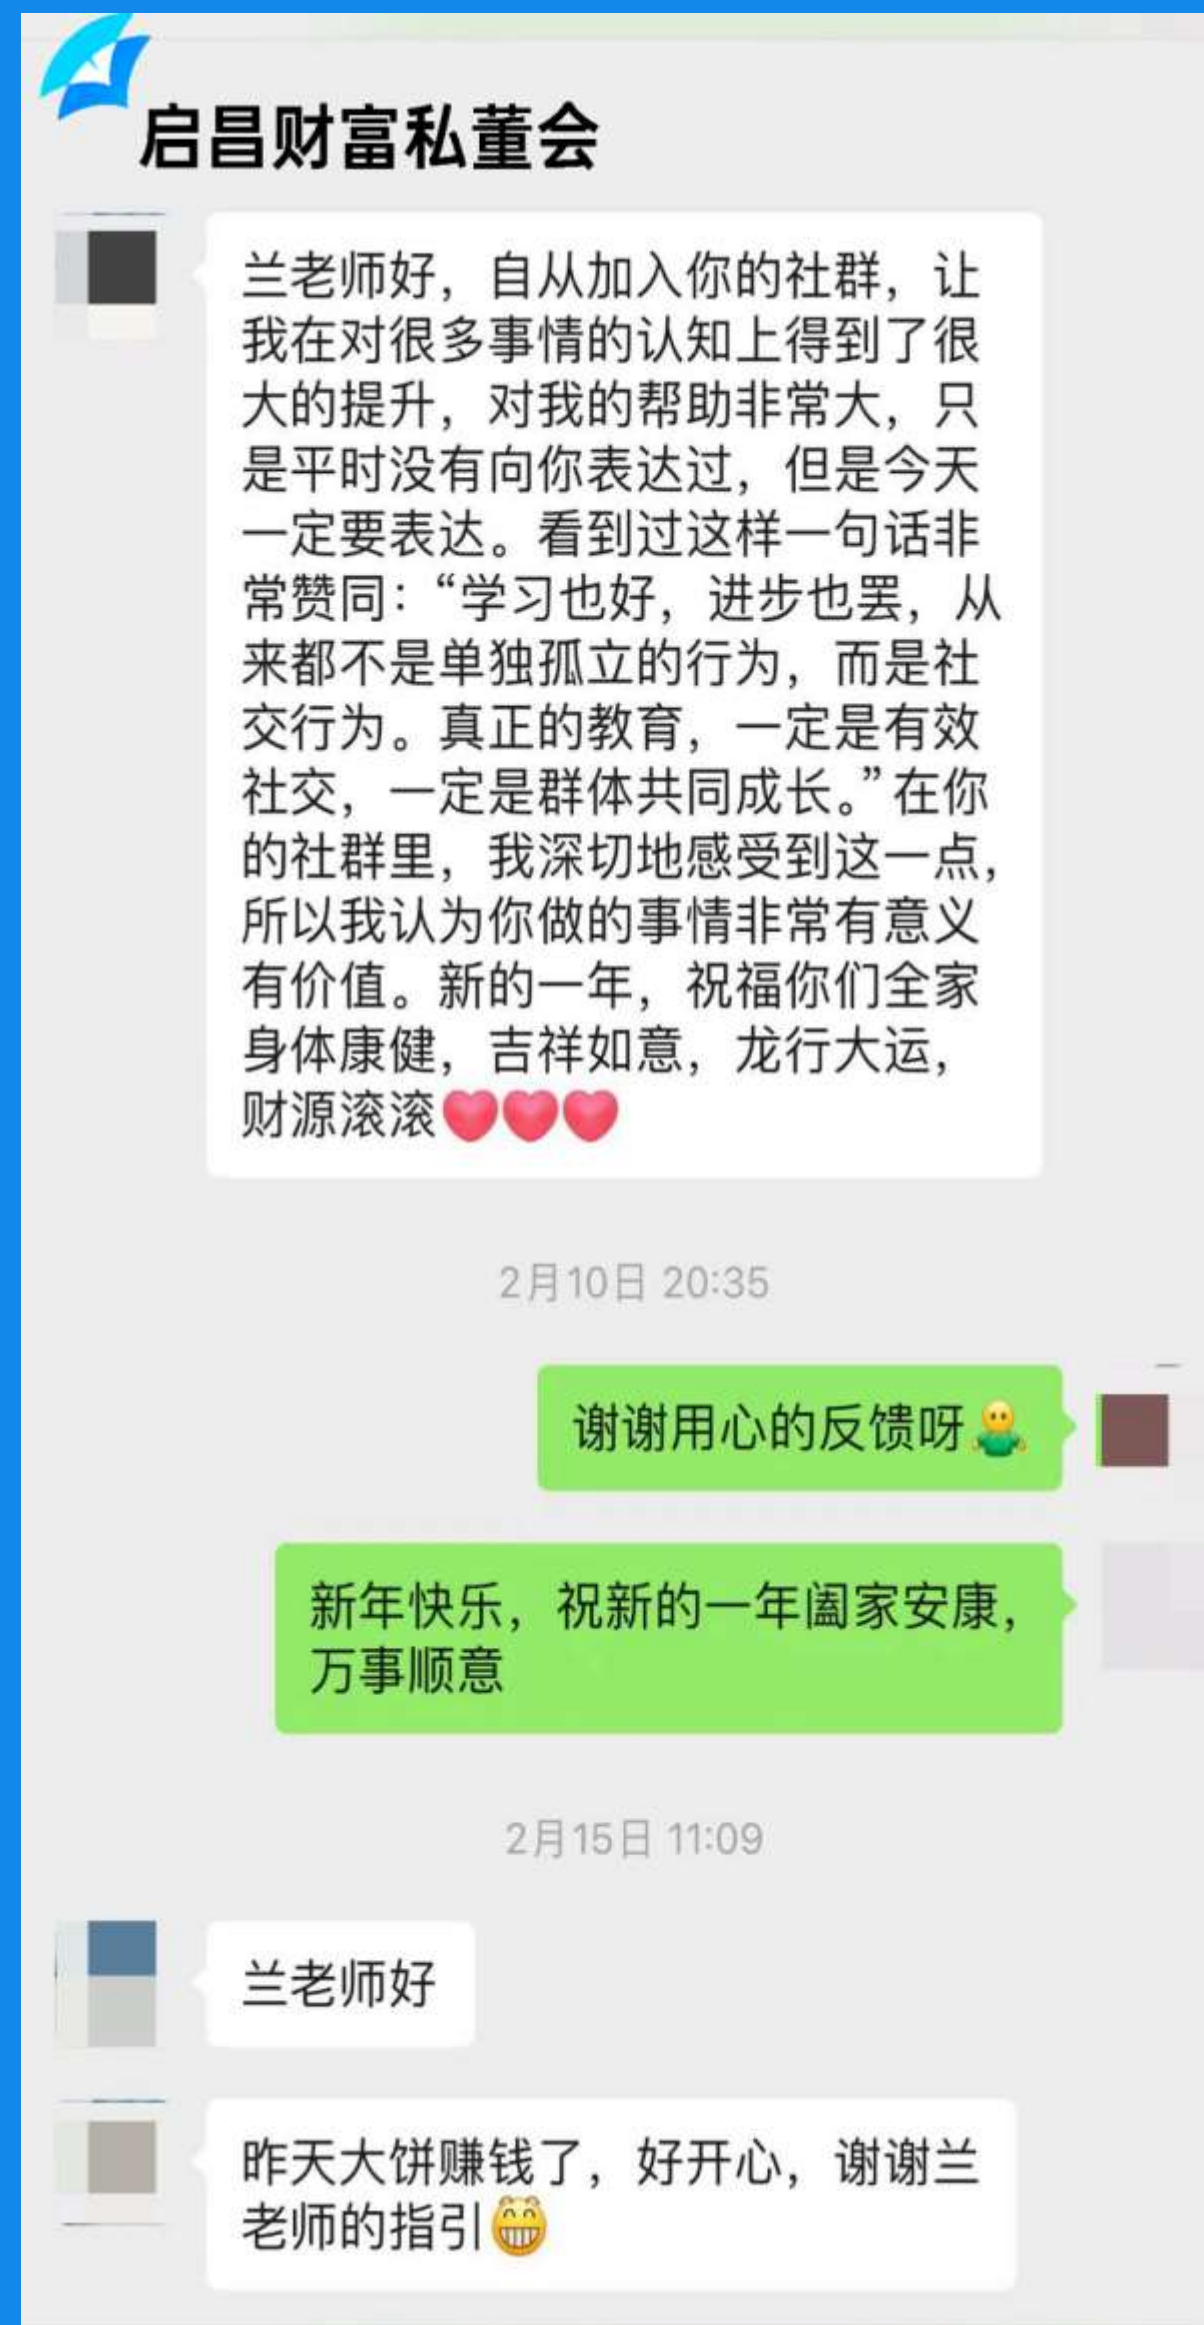 启昌财富私董会
兰老师好，自从加入你的社群，让
我在对很多事情的认知上得到了很
大的提升，对我的帮助非常大，只
是平时没有向你表达过，但是今天
一定要表达。看到过这样一句话非
常赞同：“学习也好，进步也罢，从
来都不是单独孤立的行为，而是社
交行为。真正的教育，一定是有效
社交，一定是群体共同成长。”在你
的社群里，我深切地感受到这一点，
所以我认为你做的事情非常有意义
有价值。新的一年，祝福你们全家
身体康健，吉祥如意，龙行大运，
财源滚滚
2月10日 20:35
谢谢用心的反馈呀
新年快乐，祝新的一年阖家安康，
万事顺意
2月15日 11:09
兰老师好
昨天大饼赚钱了，好开心，谢谢兰
老师的指引